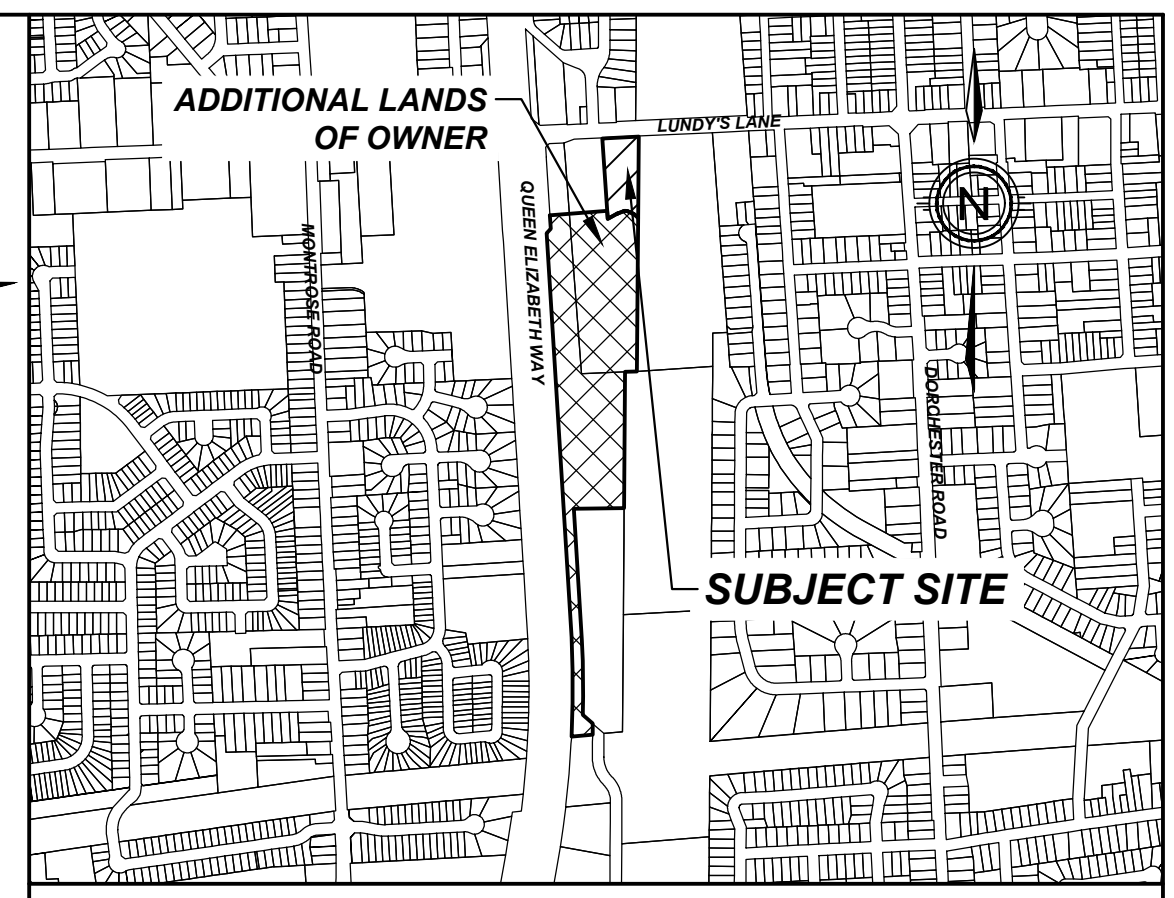 ADDITIONAL LANDS
OF OWNER
LUNDY'S LANE
N
QUEEN ELIZABETH WAY
MONTROSE ROAD
DORCHESTER ROAD
SUBJECT SITE